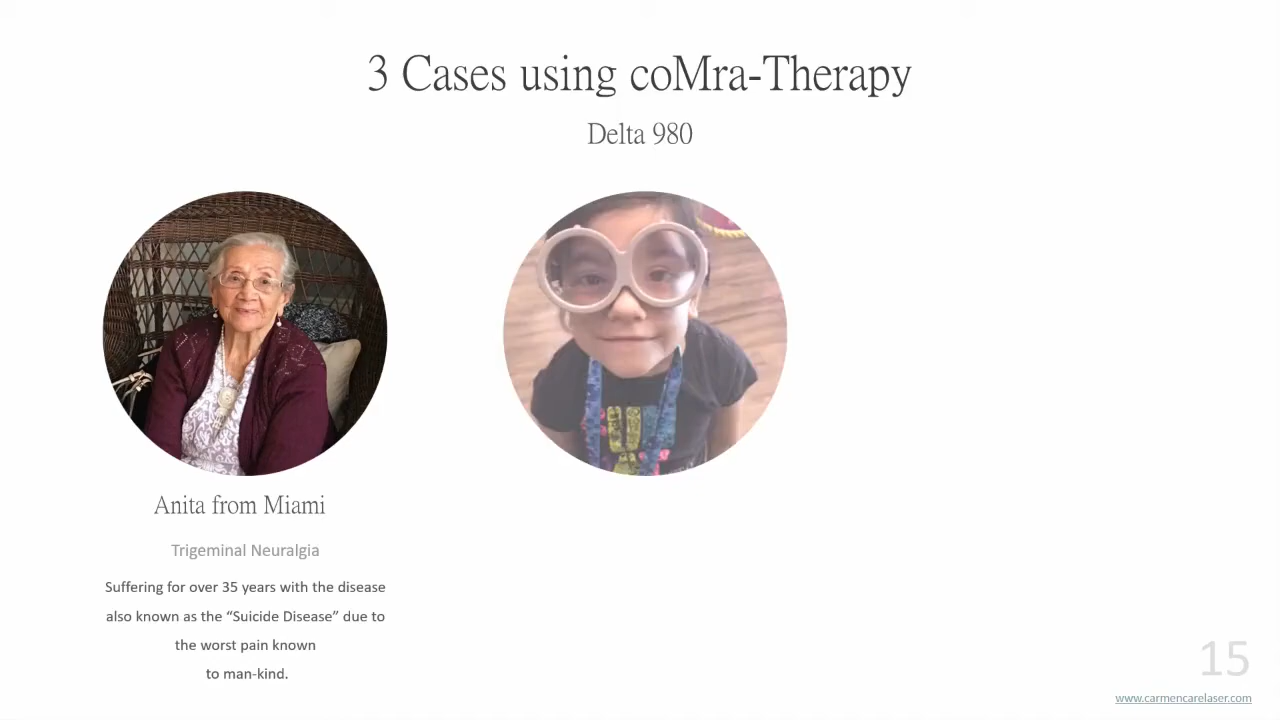 3 Cases using coMra-Therapy
Delta 980
Anita from Miami
Trigeminal Neuralgia
Suffering for over 35 years with the disease
also known as the “Suicide Disease” due to
the worst pain known
to man-kind.
15
www.carmencarelaser.com